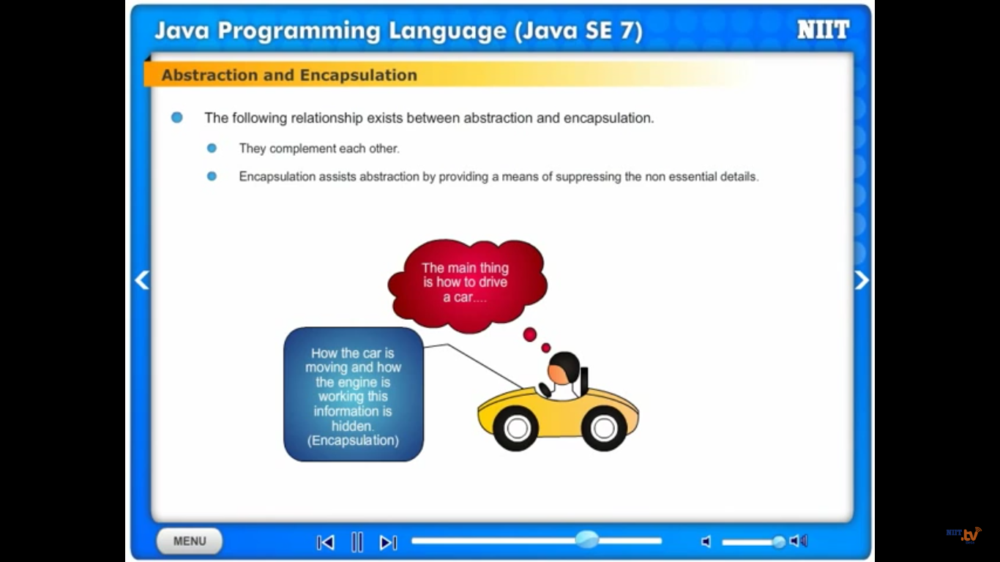 Java Programming Language (Java SE 7)
NIIT
Abstraction and Encapsulation
The following relationship exists between abstraction and encapsulation.
They complement each other.
Encapsulation assists abstraction by providing a means of suppressing the non essential details.
The main thing
is how to drive
a car....
How the car is
moving and how
the engine is
working this
information is
hidden.
(Encapsulation)
MENU
NIIT
.tv